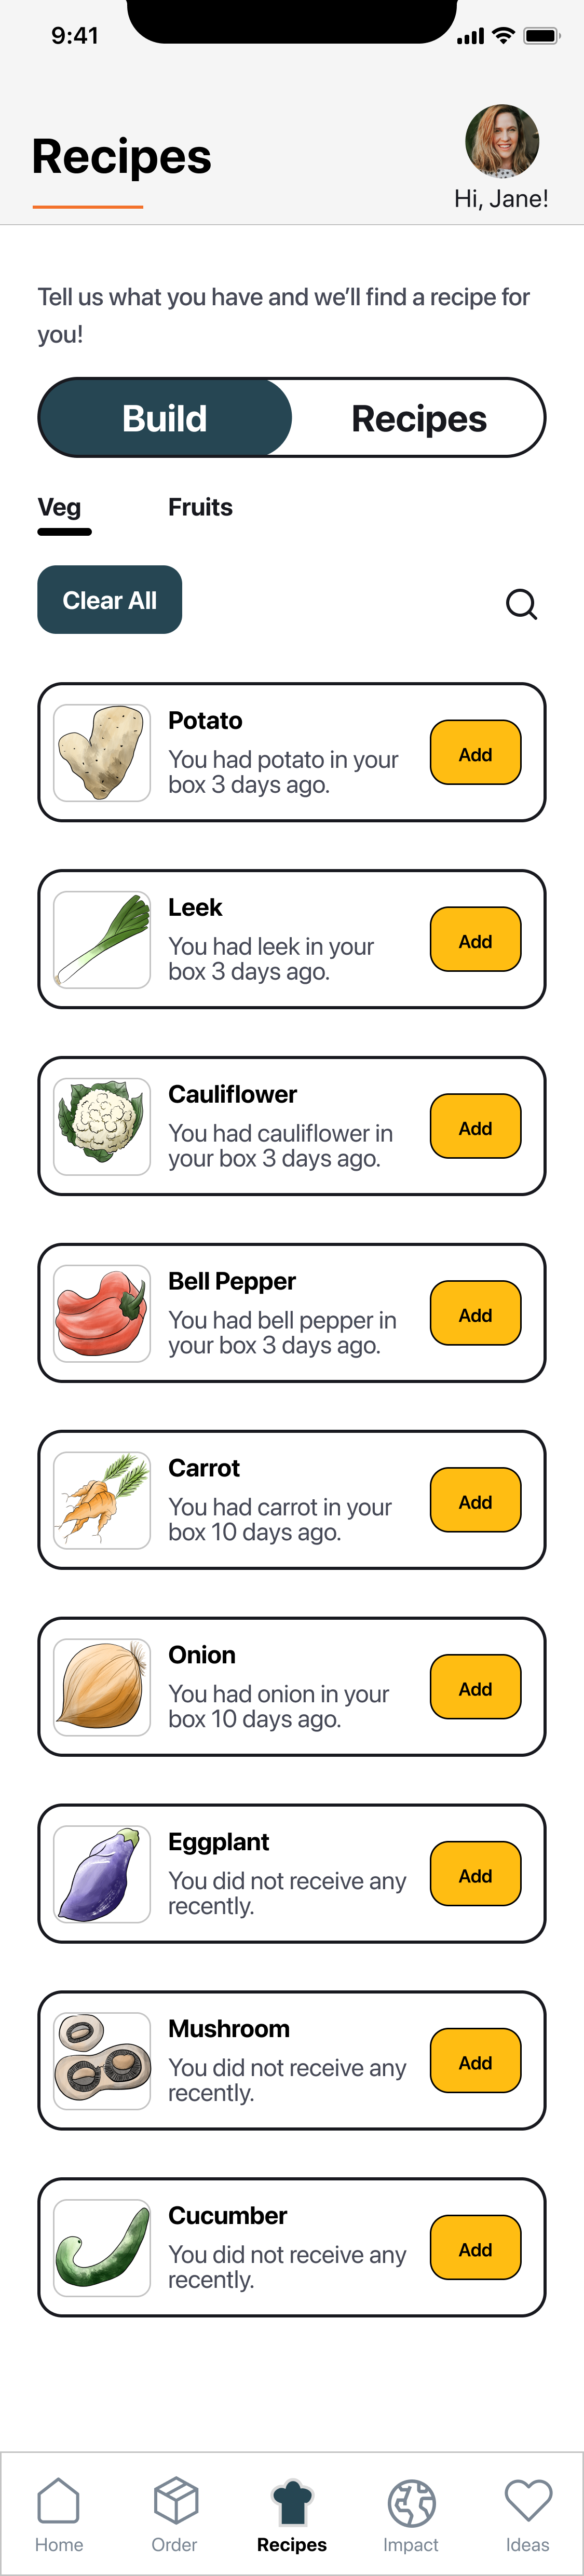 9:41
Recipes
Hi, Jane!
Tell us what you have and we’ll find a recipe for
you!
Build
Recipes
Veg
Fruits
Clear All
Potato
You had potato in your
box 3 days ago.
Add
Leek
You had leek in your
box 3 days ago.
Add
Cauliflower
You had cauliflower in
your box 3 days ago.
Add
Bell Pepper
You had bell pepper in
your box 3 days ago.
Add
Carrot
You had carrot in your
box 10 days ago.
Add
Onion
You had onion in your
box 10 days ago.
Add
Eggplant
You did not receive any
recently.
Add
Mushroom
You did not receive any
recently.
Add
Cucumber
You did not receive any
recently.
Add
Home
Order
Recipes
Impact
Ideas